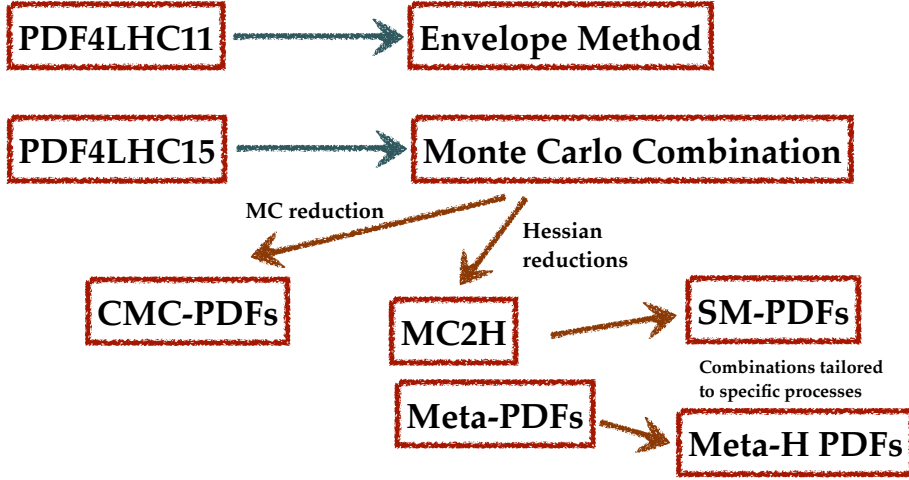 PDF4LHC11
Envelope Method
PDF4LHC15
Monte Carlo Combination
MC reduction
Hessian
reductions
CMC-PDFs
MC2H
SM-PDFs
Combinations tailored
to specific processes
Meta-PDFs
Meta-H PDFs